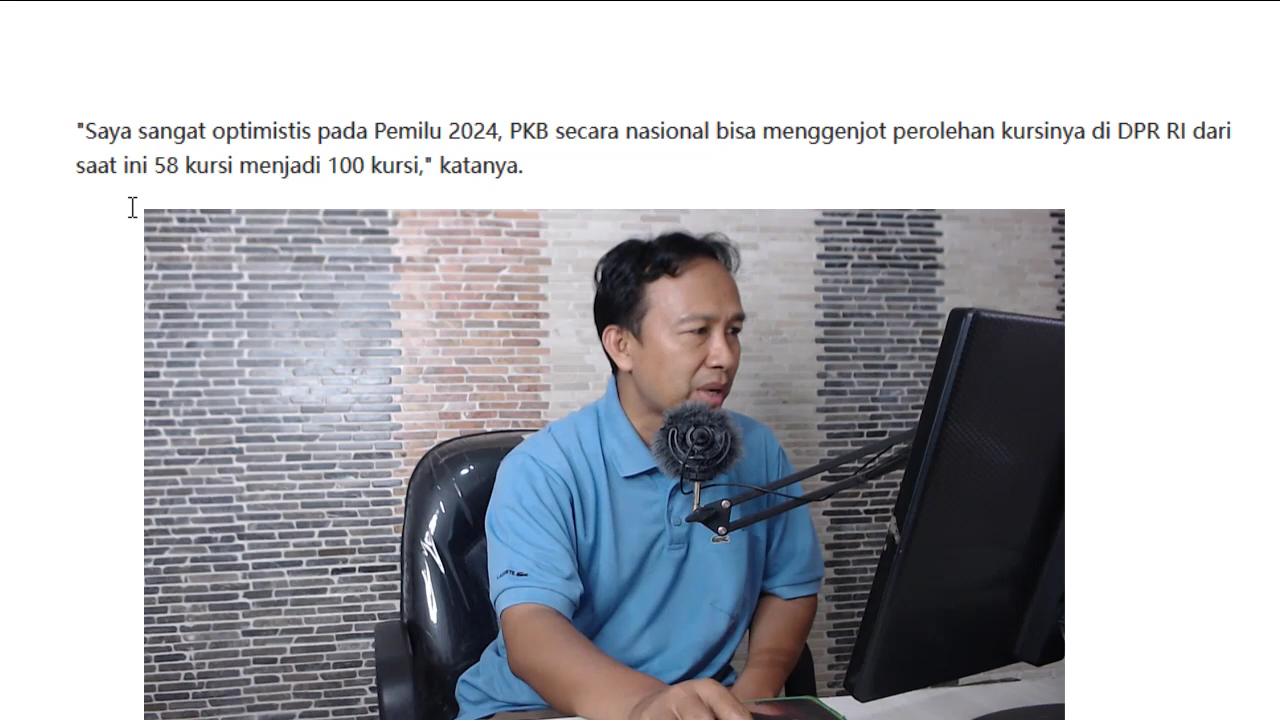 "Saya sangat optimistis pada Pemilu 2024, PKB secara nasional bisa menggenjot perolehan kursinya di DPR RI dari
saat ini 58 kursi menjadi 100 kursi," katanya.
LACOSTE